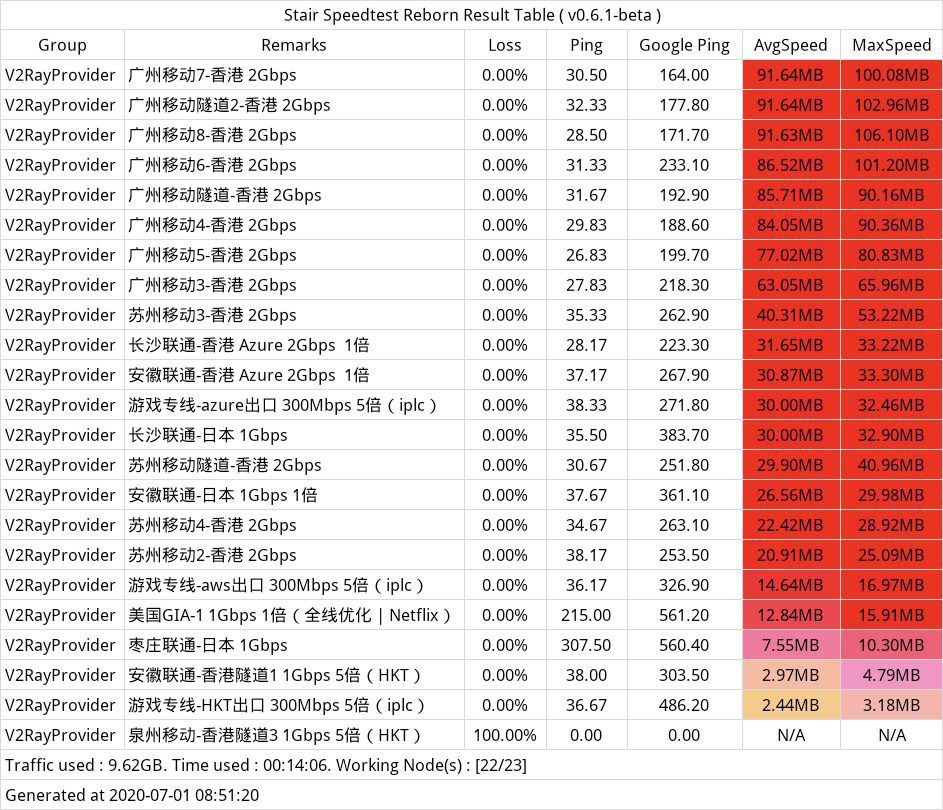 Stair Speedtest Reborn Result Table ( v0.6.1-beta )
Group Remarks Loss Ping Google Ping AvgSpeed MaxSpeed
V2RayProvider 广州移动7-香港 2Gbps 0.00% 30.50 164.00 91.64MB 100.08MB
V2RayProvider 广州移动隧道2-香港 2Gbps 0.00% 32.33 177.80 91.64MB 102.96MB
V2RayProvider 广州移动8-香港 2Gbps 0.00% 28.50 171.70 91.63MB 106.10MB
V2RayProvider 广州移动6-香港 2Gbps 0.00% 31.33 233.10 86.52MB 101.20MB
V2RayProvider 广州移动隧道-香港 2Gbps 0.00% 31.67 192.90 85.71MB 90.16MB
V2RayProvider 广州移动4-香港 2Gbps 0.00% 29.83 188.60 84.05MB 90.36MB
V2RayProvider 广州移动5-香港 2Gbps 0.00% 26.83 199.70 77.02MB 80.83MB
V2RayProvider 广州移动3-香港 2Gbps 0.00% 27.83 218.30 63.05MB 65.96MB
V2RayProvider 苏州移动3-香港 2Gbps 0.00% 35.33 262.90 40.31MB 53.22MB
V2RayProvider 长沙联通-香港 Azure 2Gbps  1倍 0.00% 28.17 223.30 31.65MB 33.22MB
V2RayProvider 安徽联通-香港 Azure 2Gbps  1倍 0.00% 37.17 267.90 30.87MB 33.30MB
V2RayProvider 游戏专线-azure出口 300Mbps 5倍（iplc） 0.00% 38.33 271.80 30.00MB 32.46MB
V2RayProvider 长沙联通-日本 1Gbps 0.00% 35.50 383.70 30.00MB 32.90MB
V2RayProvider 苏州移动隧道-香港 2Gbps 0.00% 30.67 251.80 29.90MB 40.96MB
V2RayProvider 安徽联通-日本 1Gbps 1倍 0.00% 37.67 361.10 26.56MB 29.98MB
V2RayProvider 苏州移动4-香港 2Gbps 0.00% 34.67 263.10 22.42MB 28.92MB
V2RayProvider 苏州移动2-香港 2Gbps 0.00% 38.17 253.50 20.91MB 25.09MB
V2RayProvider 游戏专线-aws出口 300Mbps 5倍（iplc） 0.00% 36.17 326.90 14.64MB 16.97MB
V2RayProvider 美国GIA-1 1Gbps 1倍（全线优化 | Netflix） 0.00% 215.00 561.20 12.84MB 15.91MB
V2RayProvider 枣庄联通-日本 1Gbps 0.00% 307.50 560.40 7.55MB 10.30MB
V2RayProvider 安徽联通-香港隧道1 1Gbps 5倍（HKT） 0.00% 38.00 303.50 2.97MB 4.79MB
V2RayProvider 游戏专线-HKT出口 300Mbps 5倍（iplc） 0.00% 36.67 486.20 2.44MB 3.18MB
V2RayProvider 泉州移动-香港隧道3 1Gbps 5倍（HKT） 100.00% 0.00 0.00 N/A N/A
Traffic used : 9.62GB. Time used : 00:14:06. Working Node(s) : [22/23]
Generated at 2020-07-01 08:51:20